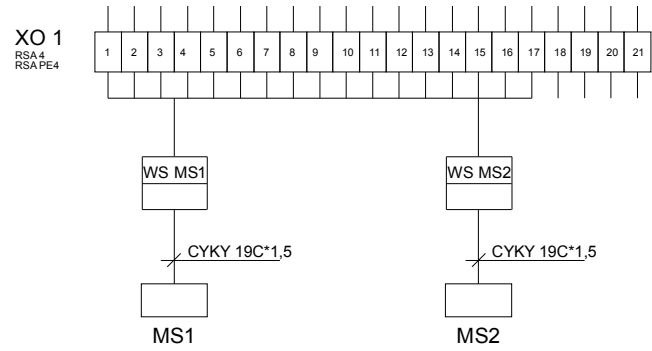 XO 1
RSA 4
RSA PE4
1 2 3 4 5 6 7 8 9 10 11 12 13 14 15 16 17 18 19 20 21
WS MS1 WS MS2
CYKY 19C*1,5 CYKY 19C*1,5
MS1 MS2